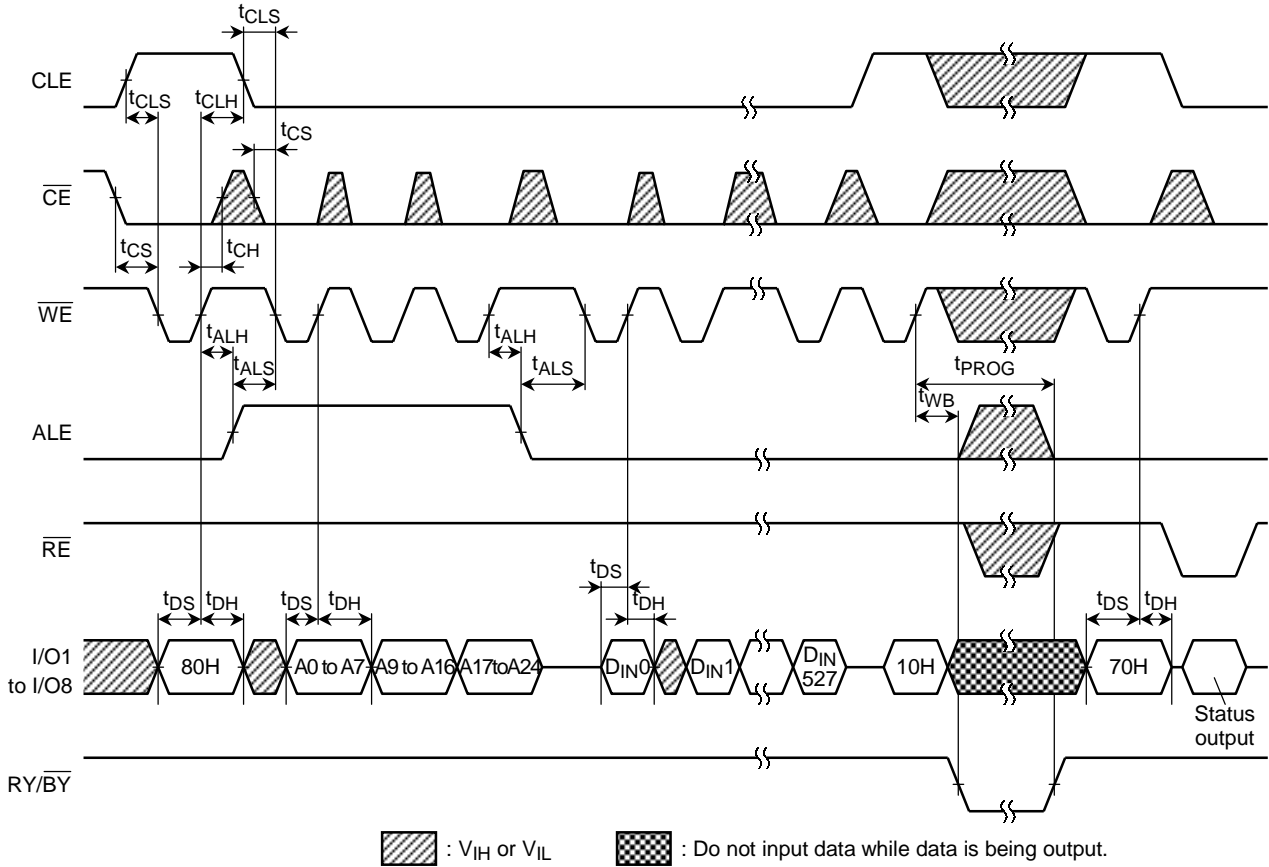 tCLS
CLE
tCLS tCLH
tCS
CE
tCS tCH
WE
tALH tALH
tALS tALS tPROG
tWB
ALE
RE
tDS
tDS tDH tDS tDH tDH tDS tDH
I/O1
to I/O8
80H A0 to A7 A9 to A16 A17 to A24 DIN0 DIN1 DIN
527 10H 70H
Status
output
RY/BY
: VIH or VIL : Do not input data while data is being output.